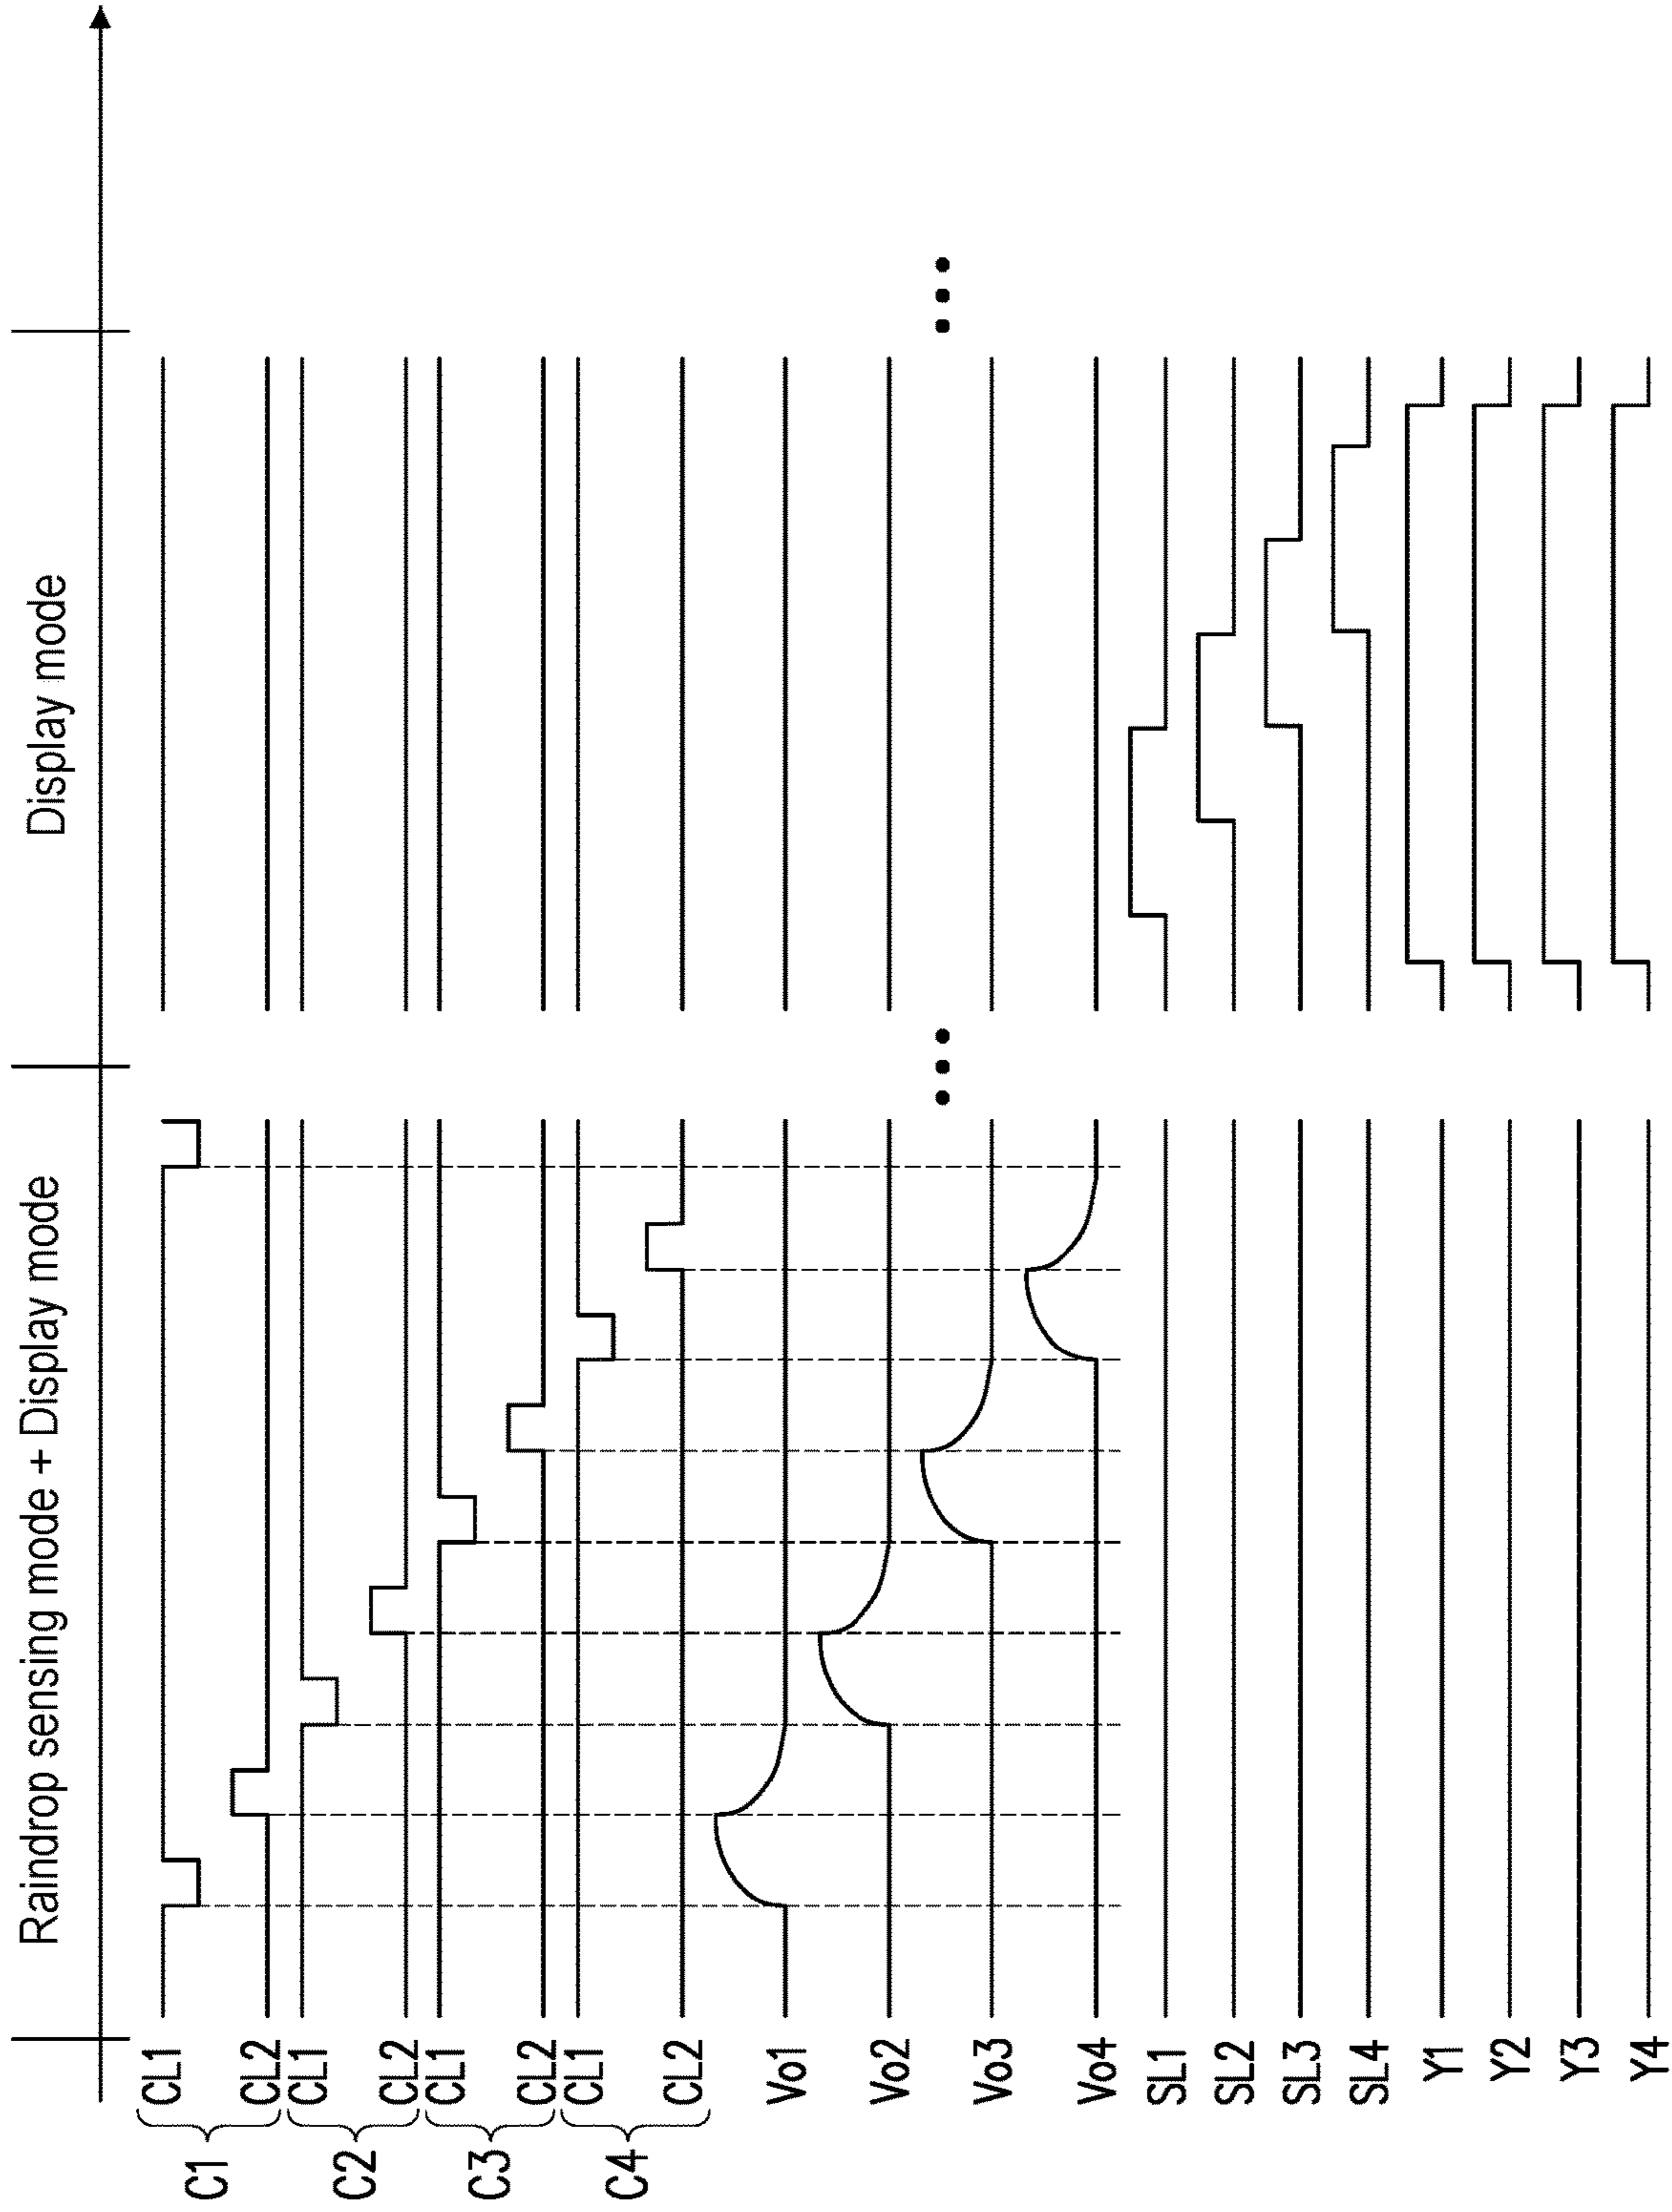 Raindrop sensing mode + Display mode
Display mode
C1
CL1
CL2
C2
CL1
CL2
C3
CL1
CL2
C4
CL1
CL2
Vo1
Vo2
Vo3
Vo4
SL1
SL2
SL3
SL4
Y1
Y2
Y3
Y4